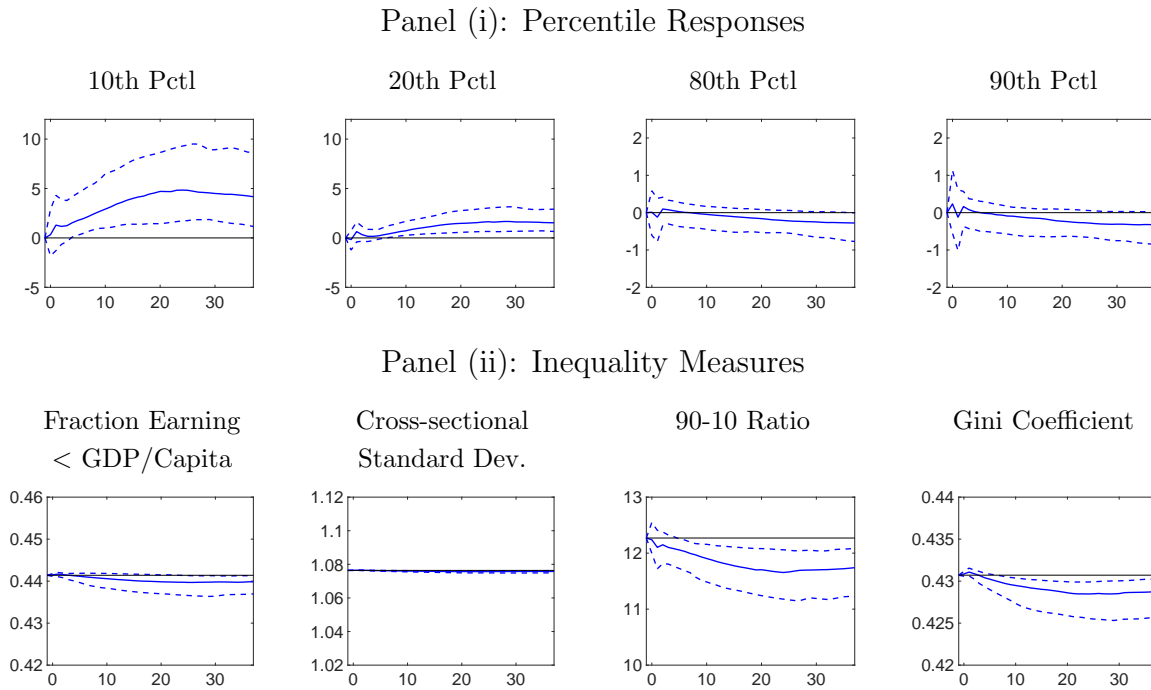 Panel (i): Percentile Responses
10th Pctl 20th Pctl 80th Pctl 90th Pctl
10 10 2 2
5 5 1 1
0 0 0 0
-1 -1
-5 -5 -2 -2
0 10 20 30 0 10 20 30 0 10 20 30 0 10 20 30
Panel (ii): Inequality Measures
Fraction Earning Cross-sectional 90-10 Ratio Gini Coefficient
< GDP/Capita Standard Dev.
0.46 1.12 13 0.44
0.45 1.1 12 0.435
0.44 1.08 11 0.43
0.43 1.06 10 0.425
0.42 1.04 0.42
1.02
0 10 20 30 0 10 20 30 0 10 20 30 0 10 20 30